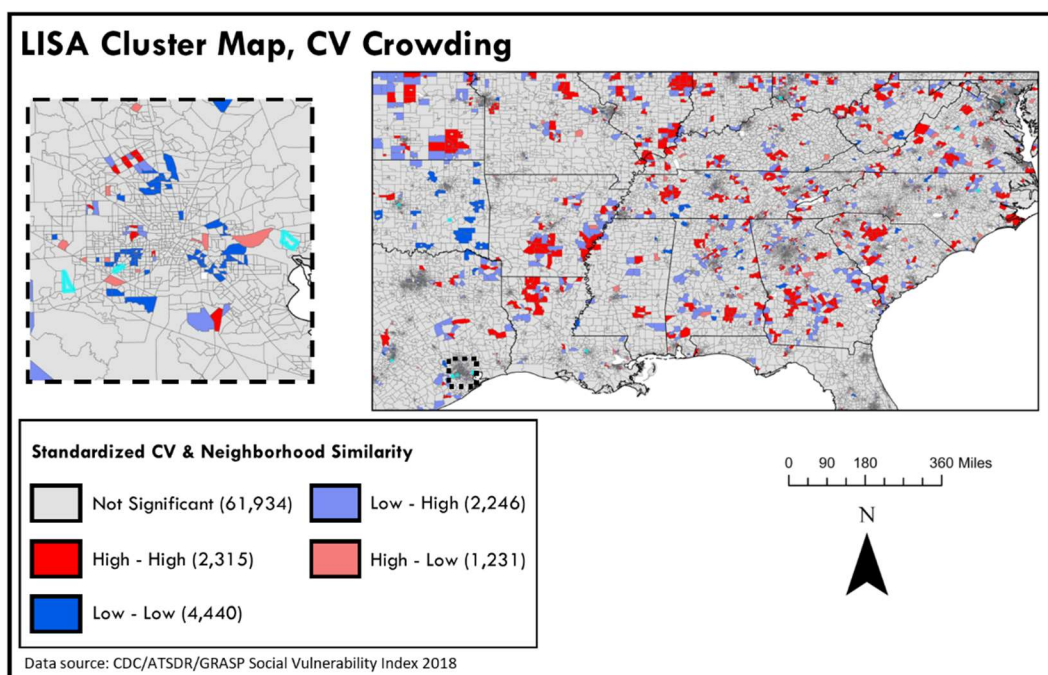 LISA Cluster Map, CV Crowding
Standardized CV & Neighborhood Similarity
Not Significant (61,934)
Low - High (2,246)
High - High (2,315)
High - Low (1,231)
Low - Low (4,440)
0 90 180 360 Miles
N
Data source: CDC/ATSDR/GRASP Social Vulnerability Index 2018